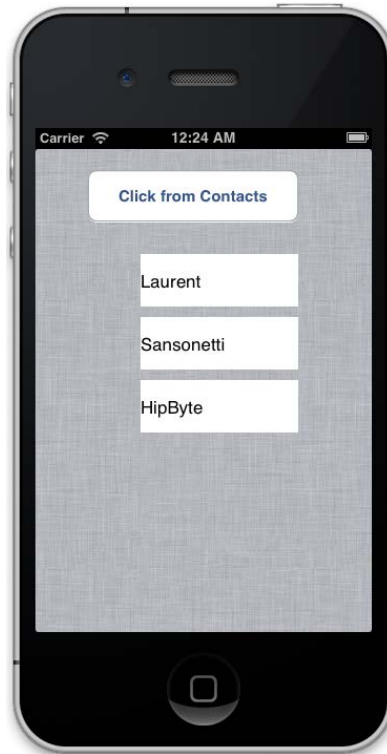 Carrier 12:24 AM
Click from Contacts
Laurent
Sansonetti
HipByte